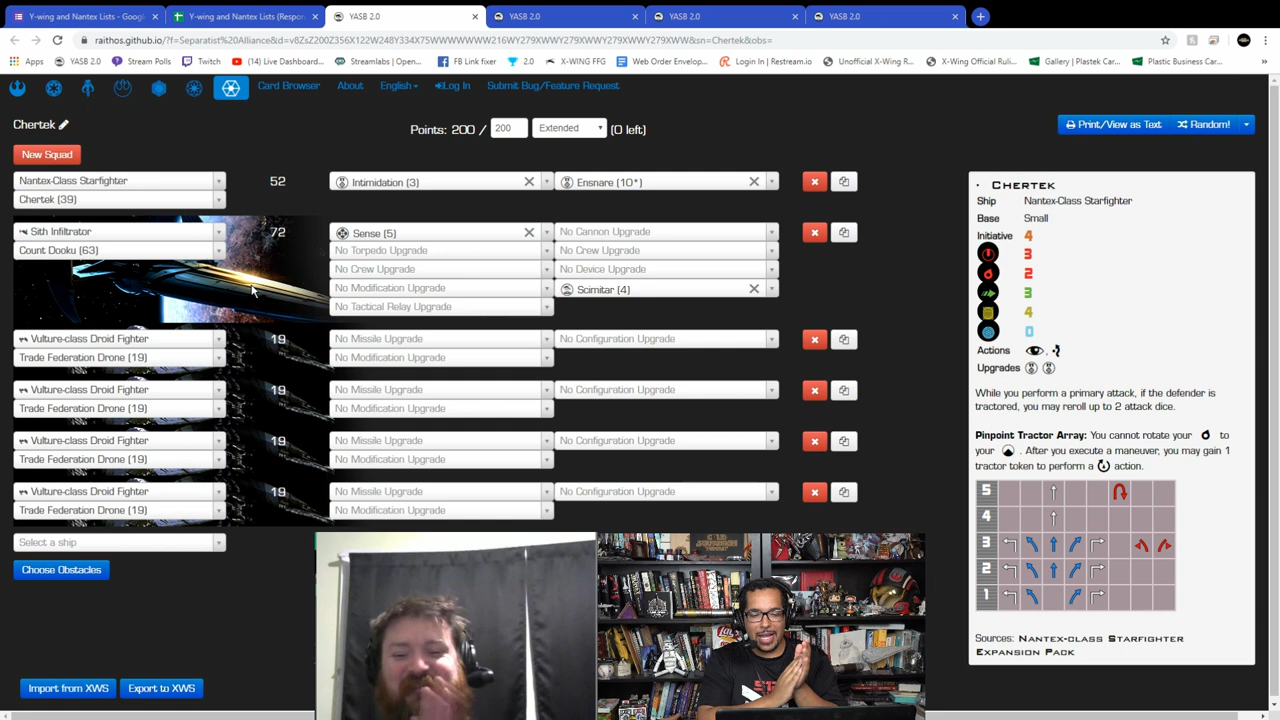 Y-wing and Nantex Lists - Goog
Y-wing and Nantex Lists (Respon
YASB 2.0
YASB 2.0
YASB 2.0
YASB 2.0
raithos.github.io/?f=Separatist%20Alliance&d=v8ZsZ200Z356X122W248Y334X75WWWWWWW216WY279XWWY279XWWY279XWWY279XWW&sn=Chertek&obs=
Apps YASB 2.0 Stream Polls Twitch (14) Live Dashboard... Streamlabs | Open... FB Link fixer 2.0 X-WING FFG Web Order Envelop... Log In | Restream.io Unofficial X-Wing R... X-Wing Official Ruli... Gallery | Plastek Car... Plastic Business Car... »
Card Browser About English Log In Submit Bug/Feature Request
Chertek
Points: 200 / 200 Extended (0 left)
Print/View as Text Random!
New Squad
Nantex-Class Starfighter 52 Intimidation (3) Ensnare (10*)
Chertek (39)
Sith Infiltrator 72 Sense (5) No Cannon Upgrade
Count Dooku (63) No Torpedo Upgrade No Crew Upgrade
No Crew Upgrade No Device Upgrade
No Modification Upgrade Scimitar (4)
No Tactical Relay Upgrade
Vulture-class Droid Fighter 19 No Missile Upgrade No Configuration Upgrade
Trade Federation Drone (19) No Modification Upgrade
Vulture-class Droid Fighter 19 No Missile Upgrade No Configuration Upgrade
Trade Federation Drone (19) No Modification Upgrade
Vulture-class Droid Fighter 19 No Missile Upgrade No Configuration Upgrade
Trade Federation Drone (19) No Modification Upgrade
Vulture-class Droid Fighter 19 No Missile Upgrade No Configuration Upgrade
Trade Federation Drone (19) No Modification Upgrade
Select a ship
Choose Obstacles
Import from XWS Export to XWS
· Chertek
Ship Nantex-Class Starfighter
Base Small
Initiative 4
3
2
3
4
0
Actions ,
Upgrades
While you perform a primary attack, if the defender is
tractored, you may reroll up to 2 attack dice.
Pinpoint Tractor Array: You cannot rotate your to
your . After you execute a maneuver, you may gain 1
tractor token to perform a action.
5
4
3
2
1
Sources: Nantex-class Starfighter
Expansion Pack